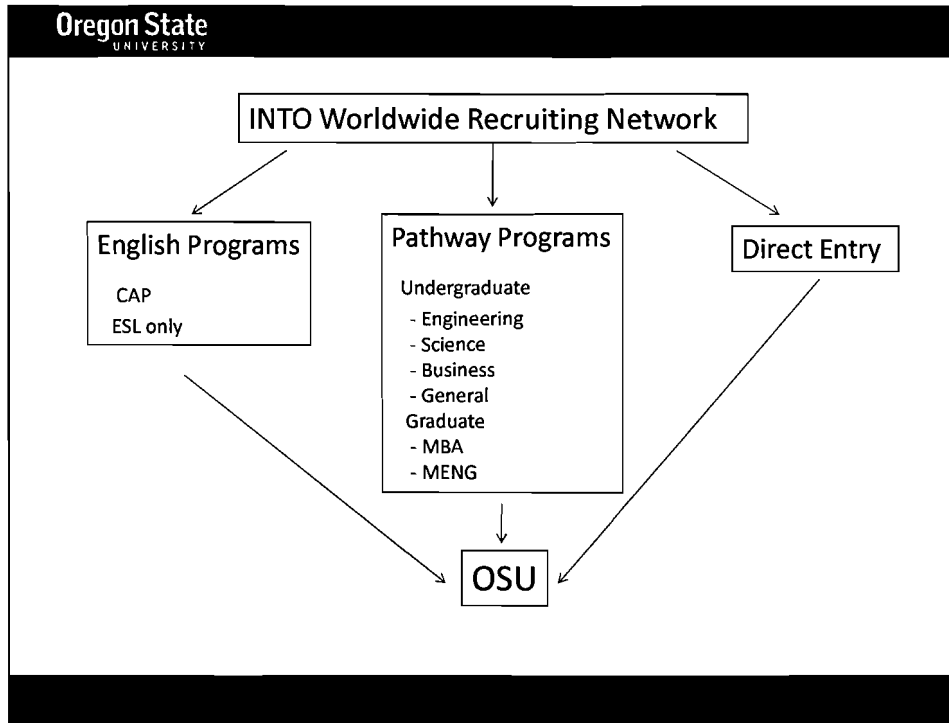 Oregon State
UNIVERSITY
INTO Worldwide Recruiting Network
English Programs
CAP
ESL only
Pathway Programs
Undergraduate
- Engineering
- Science
- Business
- General
Graduate
- MBA
- MENG
Direct Entry
OSU